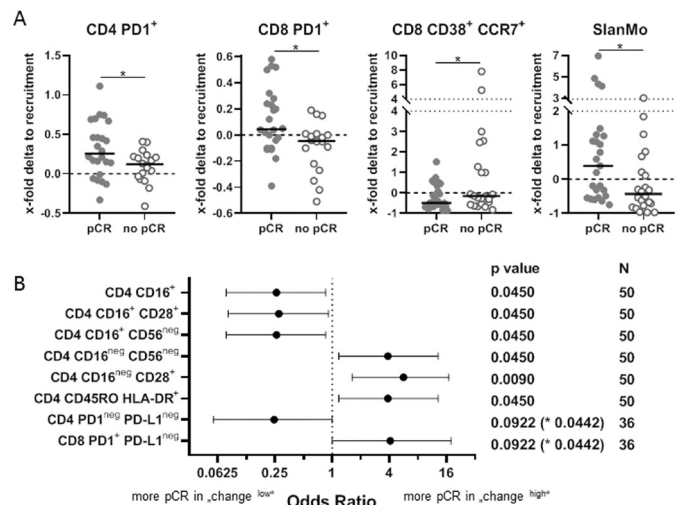 A
CD4 PD1⁺
CD8 PD1⁺
CD8 CD38⁺ CCR7⁺
SlanMo
x-fold delta to recruitment
1.5
1.0
0.5
0.0
-0.5
*
pCR
no pCR
x-fold delta to recruitment
0.6
0.4
0.2
0.0
-0.2
-0.4
-0.6
*
pCR
no pCR
x-fold delta to recruitment
10
8
6
4
4
3
2
1
0
-1
*
pCR
no pCR
x-fold delta to recruitment
7
5
3
2
1
0
-1
*
pCR
no pCR
B
p value N
CD4 CD16⁺ 0.0450 50
CD4 CD16⁺ CD28⁺ 0.0450 50
CD4 CD16⁺ CD56ⁿᵉᵍ 0.0450 50
CD4 CD16ⁿᵉᵍ CD56ⁿᵉᵍ 0.0450 50
CD4 CD16ⁿᵉᵍ CD28⁺ 0.0090 50
CD4 CD45RO HLA-DR⁺ 0.0450 50
CD4 PD1ⁿᵉᵍ PD-L1ⁿᵉᵍ 0.0922 (* 0.0442) 36
CD8 PD1⁺ PD-L1ⁿᵉᵍ 0.0922 (* 0.0442) 36
0.0625 0.25 1 4 16
more pCR in „change ˡᵒʷ“ Odds Ratio more pCR in „change ʰⁱᵍʰ“